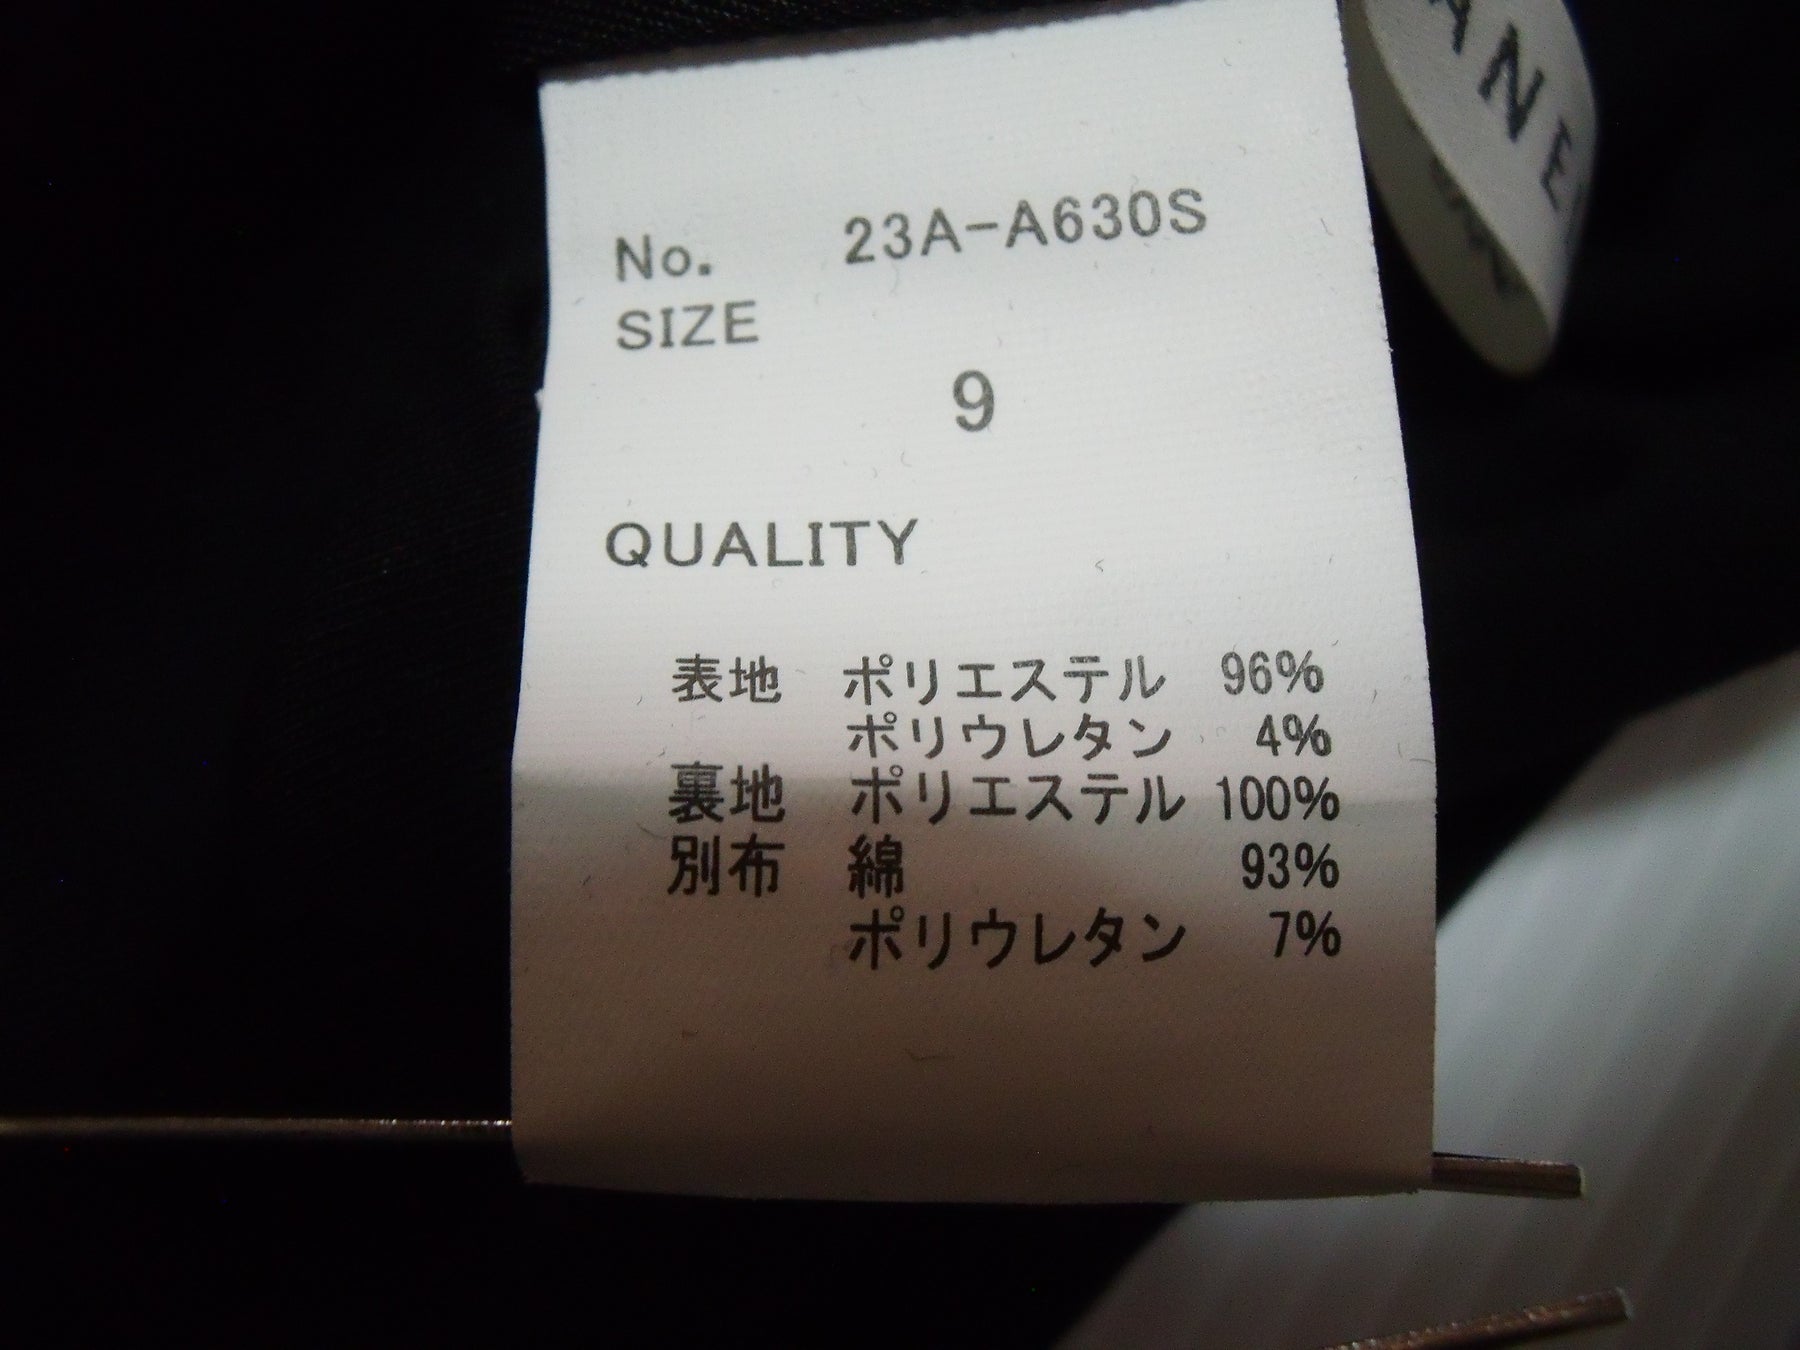 ANE
No. 23A-A630S
SIZE
9
QUALITY
表地 ポリエステル 96%
ポリウレタン 4%
裏地 ポリエステル 100%
別布 綿 93%
ポリウレタン 7%